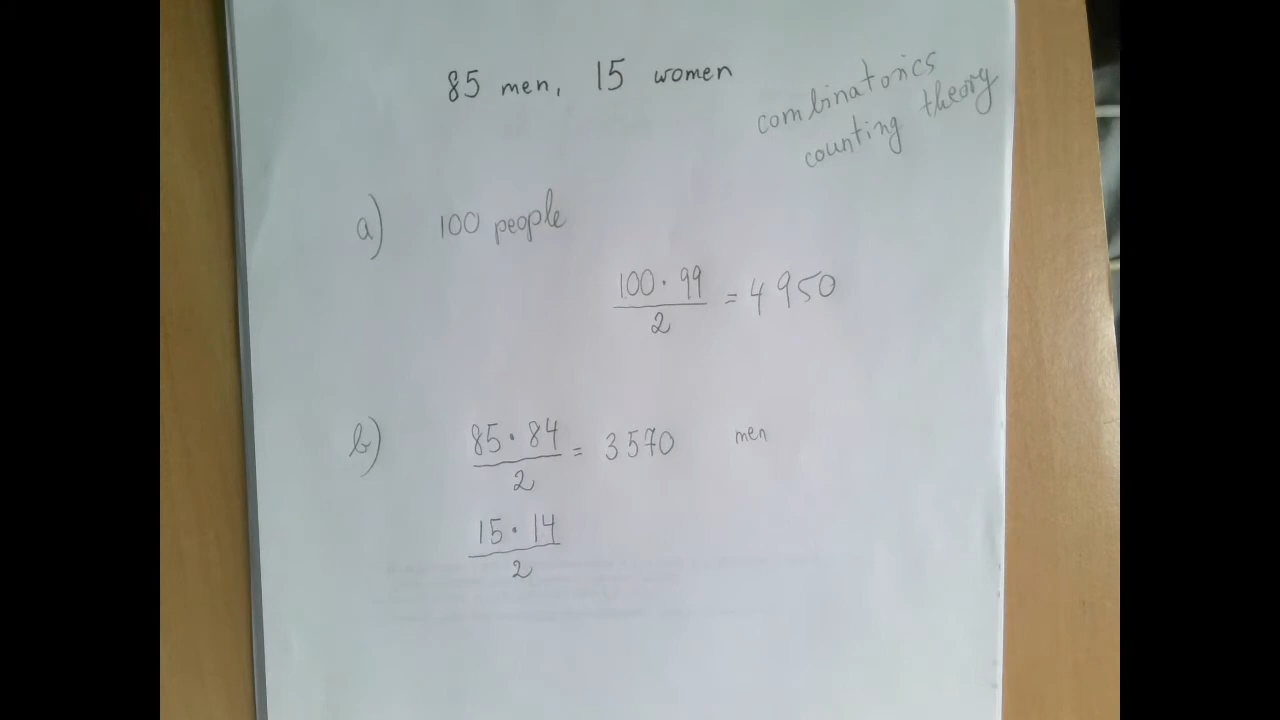 85 men, 15 women
combinatorics
counting theory
a) 100 people
100 · 99
2
= 4950
b)
85 · 84
2
= 3570 men
15 · 14
2